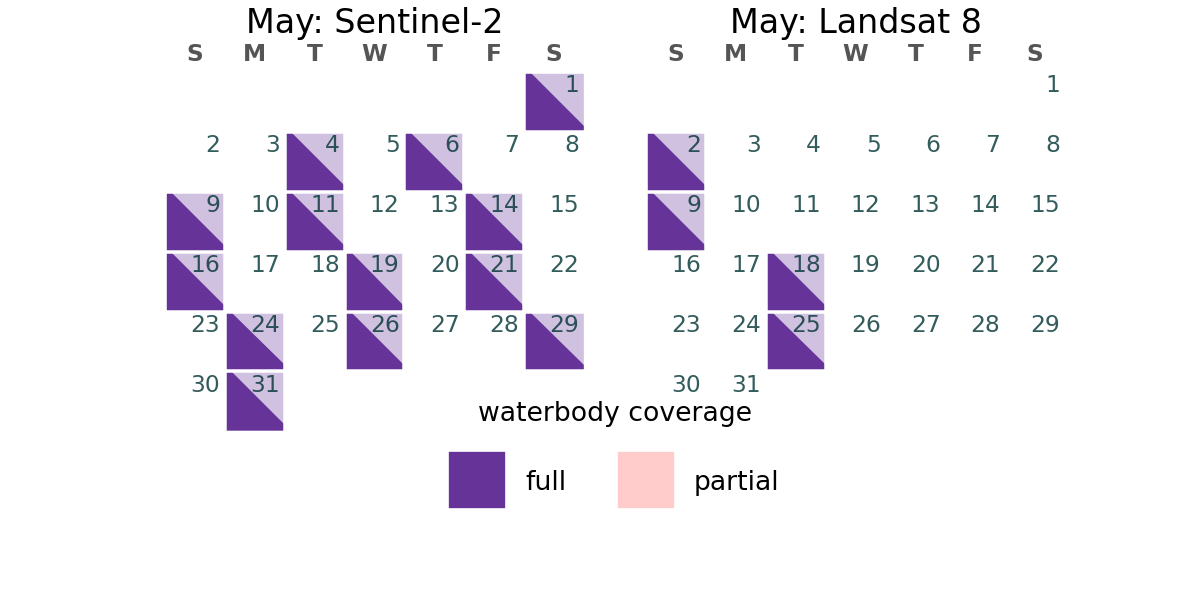 May: Sentinel-2
S M T W T F S
1
2 3 4 5 6 7 8
9 10 11 12 13 14 15
16 17 18 19 20 21 22
23 24 25 26 27 28 29
30 31
May: Landsat 8
S M T W T F S
1
2 3 4 5 6 7 8
9 10 11 12 13 14 15
16 17 18 19 20 21 22
23 24 25 26 27 28 29
30 31
waterbody coverage
full partial